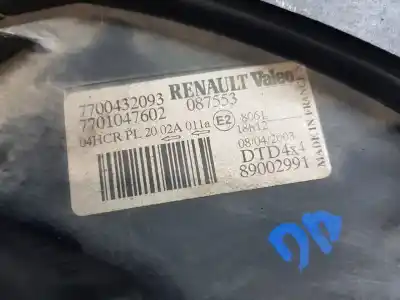 RENAULT Valeo
7700432093 087553
7701047602
04HCR PL 20 02A 011a E2 8061
18h12
08/04/2003
DTD4x4
89002991
MADE IN FRANCE